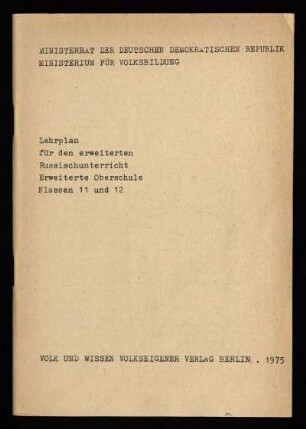 MINISTERRAT DER DEUTSCHEN DEMOKRATISCHEN REPUBLIK
MINISTERIUM FÜR VOLKSBILDUNG
Lehrplan
für den erweiterten
Russischunterricht
Erweiterte Oberschule
Klassen 11 und 12
VOLK UND WISSEN VOLKSEIGENER VERLAG BERLIN . 1975